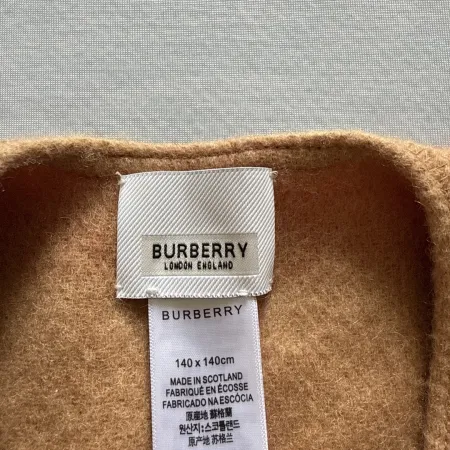 BURBERRY
LONDON ENGLAND
BURBERRY
140 x 140cm
MADE IN SCOTLAND
FABRIQUÉ EN ÉCOSSE
FABRICADO NA ESCÓCIA
原産地 蘇格蘭
원산지: 스코틀랜드
原产地 苏格兰